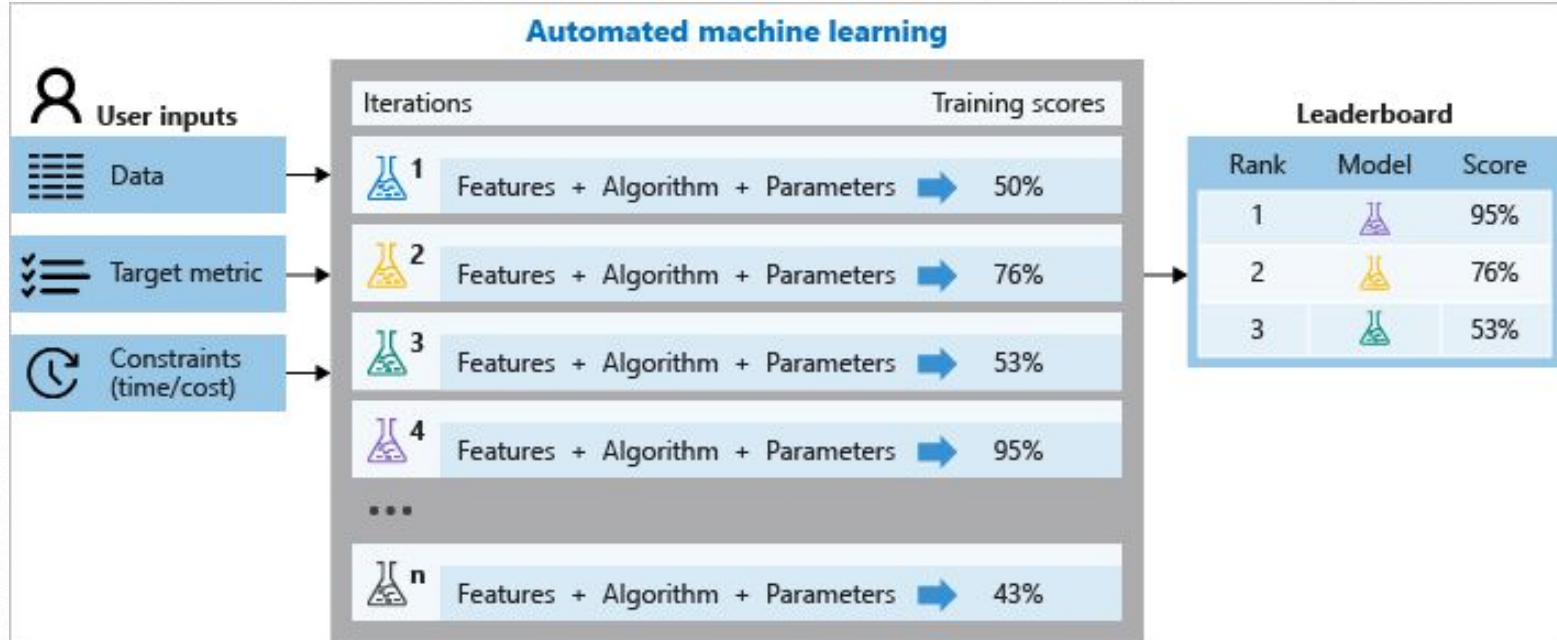 Automated machine learning
User inputs
Data
Target metric
Constraints
(time/cost)
Iterations Training scores
1 Features + Algorithm + Parameters 50%
2 Features + Algorithm + Parameters 76%
3 Features + Algorithm + Parameters 53%
4 Features + Algorithm + Parameters 95%
•••
n Features + Algorithm + Parameters 43%
Leaderboard
Rank Model Score
1 95%
2 76%
3 53%